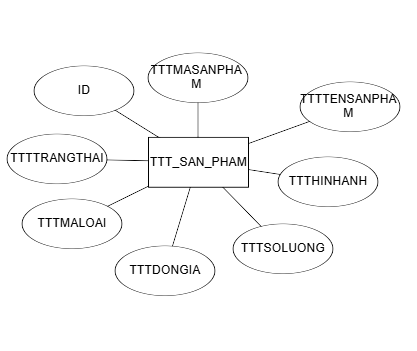 TTTMASANPHA
M
ID
TTTTENSANPHA
M
TTTTRANGTHAI
TTT_SAN_PHAM
TTTHINHANH
TTTMALOAI
TTTSOLUONG
TTTDONGIA